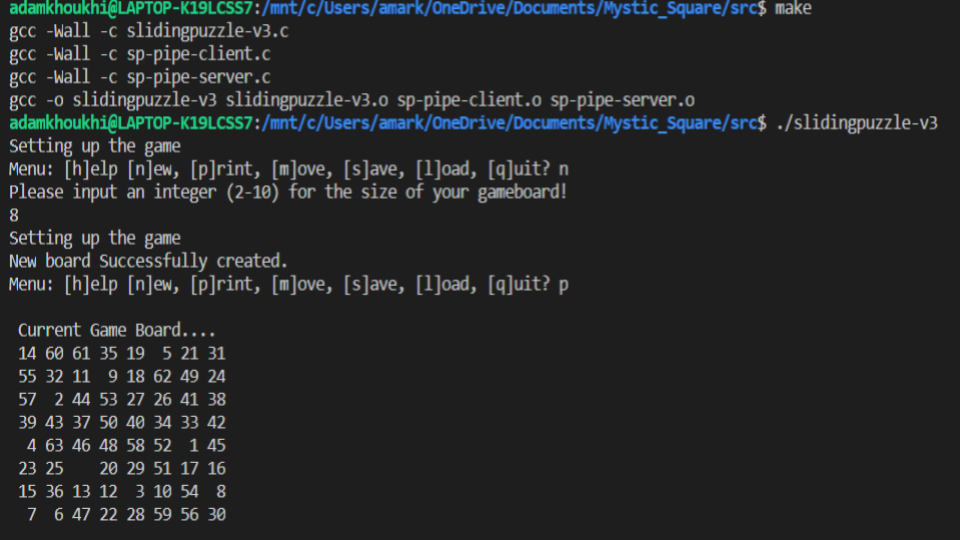 adamkhoukhi@LAPTOP-K19LCSS7:/mnt/c/Users/amark/OneDrive/Documents/Mystic_Square/src$ make
gcc -Wall -c slidingpuzzle-v3.c
gcc -Wall -c sp-pipe-client.c
gcc -Wall -c sp-pipe-server.c
gcc -o slidingpuzzle-v3 slidingpuzzle-v3.o sp-pipe-client.o sp-pipe-server.o
adamkhoukhi@LAPTOP-K19LCSS7:/mnt/c/Users/amark/OneDrive/Documents/Mystic_Square/src$ ./slidingpuzzle-v3
Setting up the game
Menu: [h]elp [n]ew, [p]rint, [m]ove, [s]ave, [l]oad, [q]uit? n
Please input an integer (2-10) for the size of your gameboard!
8
Setting up the game
New board Successfully created.
Menu: [h]elp [n]ew, [p]rint, [m]ove, [s]ave, [l]oad, [q]uit? p
Current Game Board....
14 60 61 35 19  5 21 31
55 32 11  9 18 62 49 24
57  2 44 53 27 26 41 38
39 43 37 50 40 34 33 42
 4 63 46 48 58 52  1 45
23 25    20 29 51 17 16
15 36 13 12  3 10 54  8
 7  6 47 22 28 59 56 30